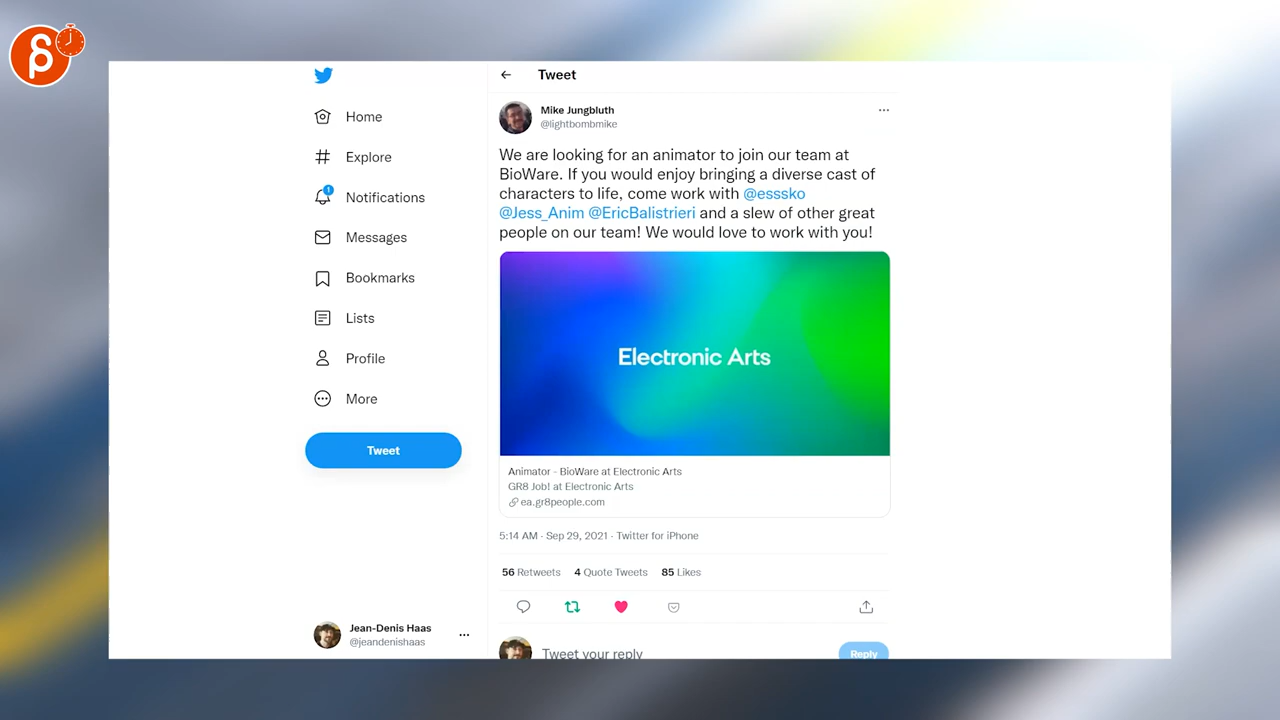 Tweet
Mike Jungbluth
@lightbombmike
Home
Explore
1
Notifications
Messages
Bookmarks
Lists
Profile
More
Tweet
We are looking for an animator to join our team at
BioWare. If you would enjoy bringing a diverse cast of
characters to life, come work with @esssko
@Jess_Anim @EricBalistrieri and a slew of other great
people on our team! We would love to work with you!
Electronic Arts
Animator - BioWare at Electronic Arts
GR8 Job! at Electronic Arts
ea.gr8people.com
5:14 AM · Sep 29, 2021 · Twitter for iPhone
56 Retweets 4 Quote Tweets 85 Likes
Jean-Denis Haas
@jeandenishaas
Tweet your reply
Reply